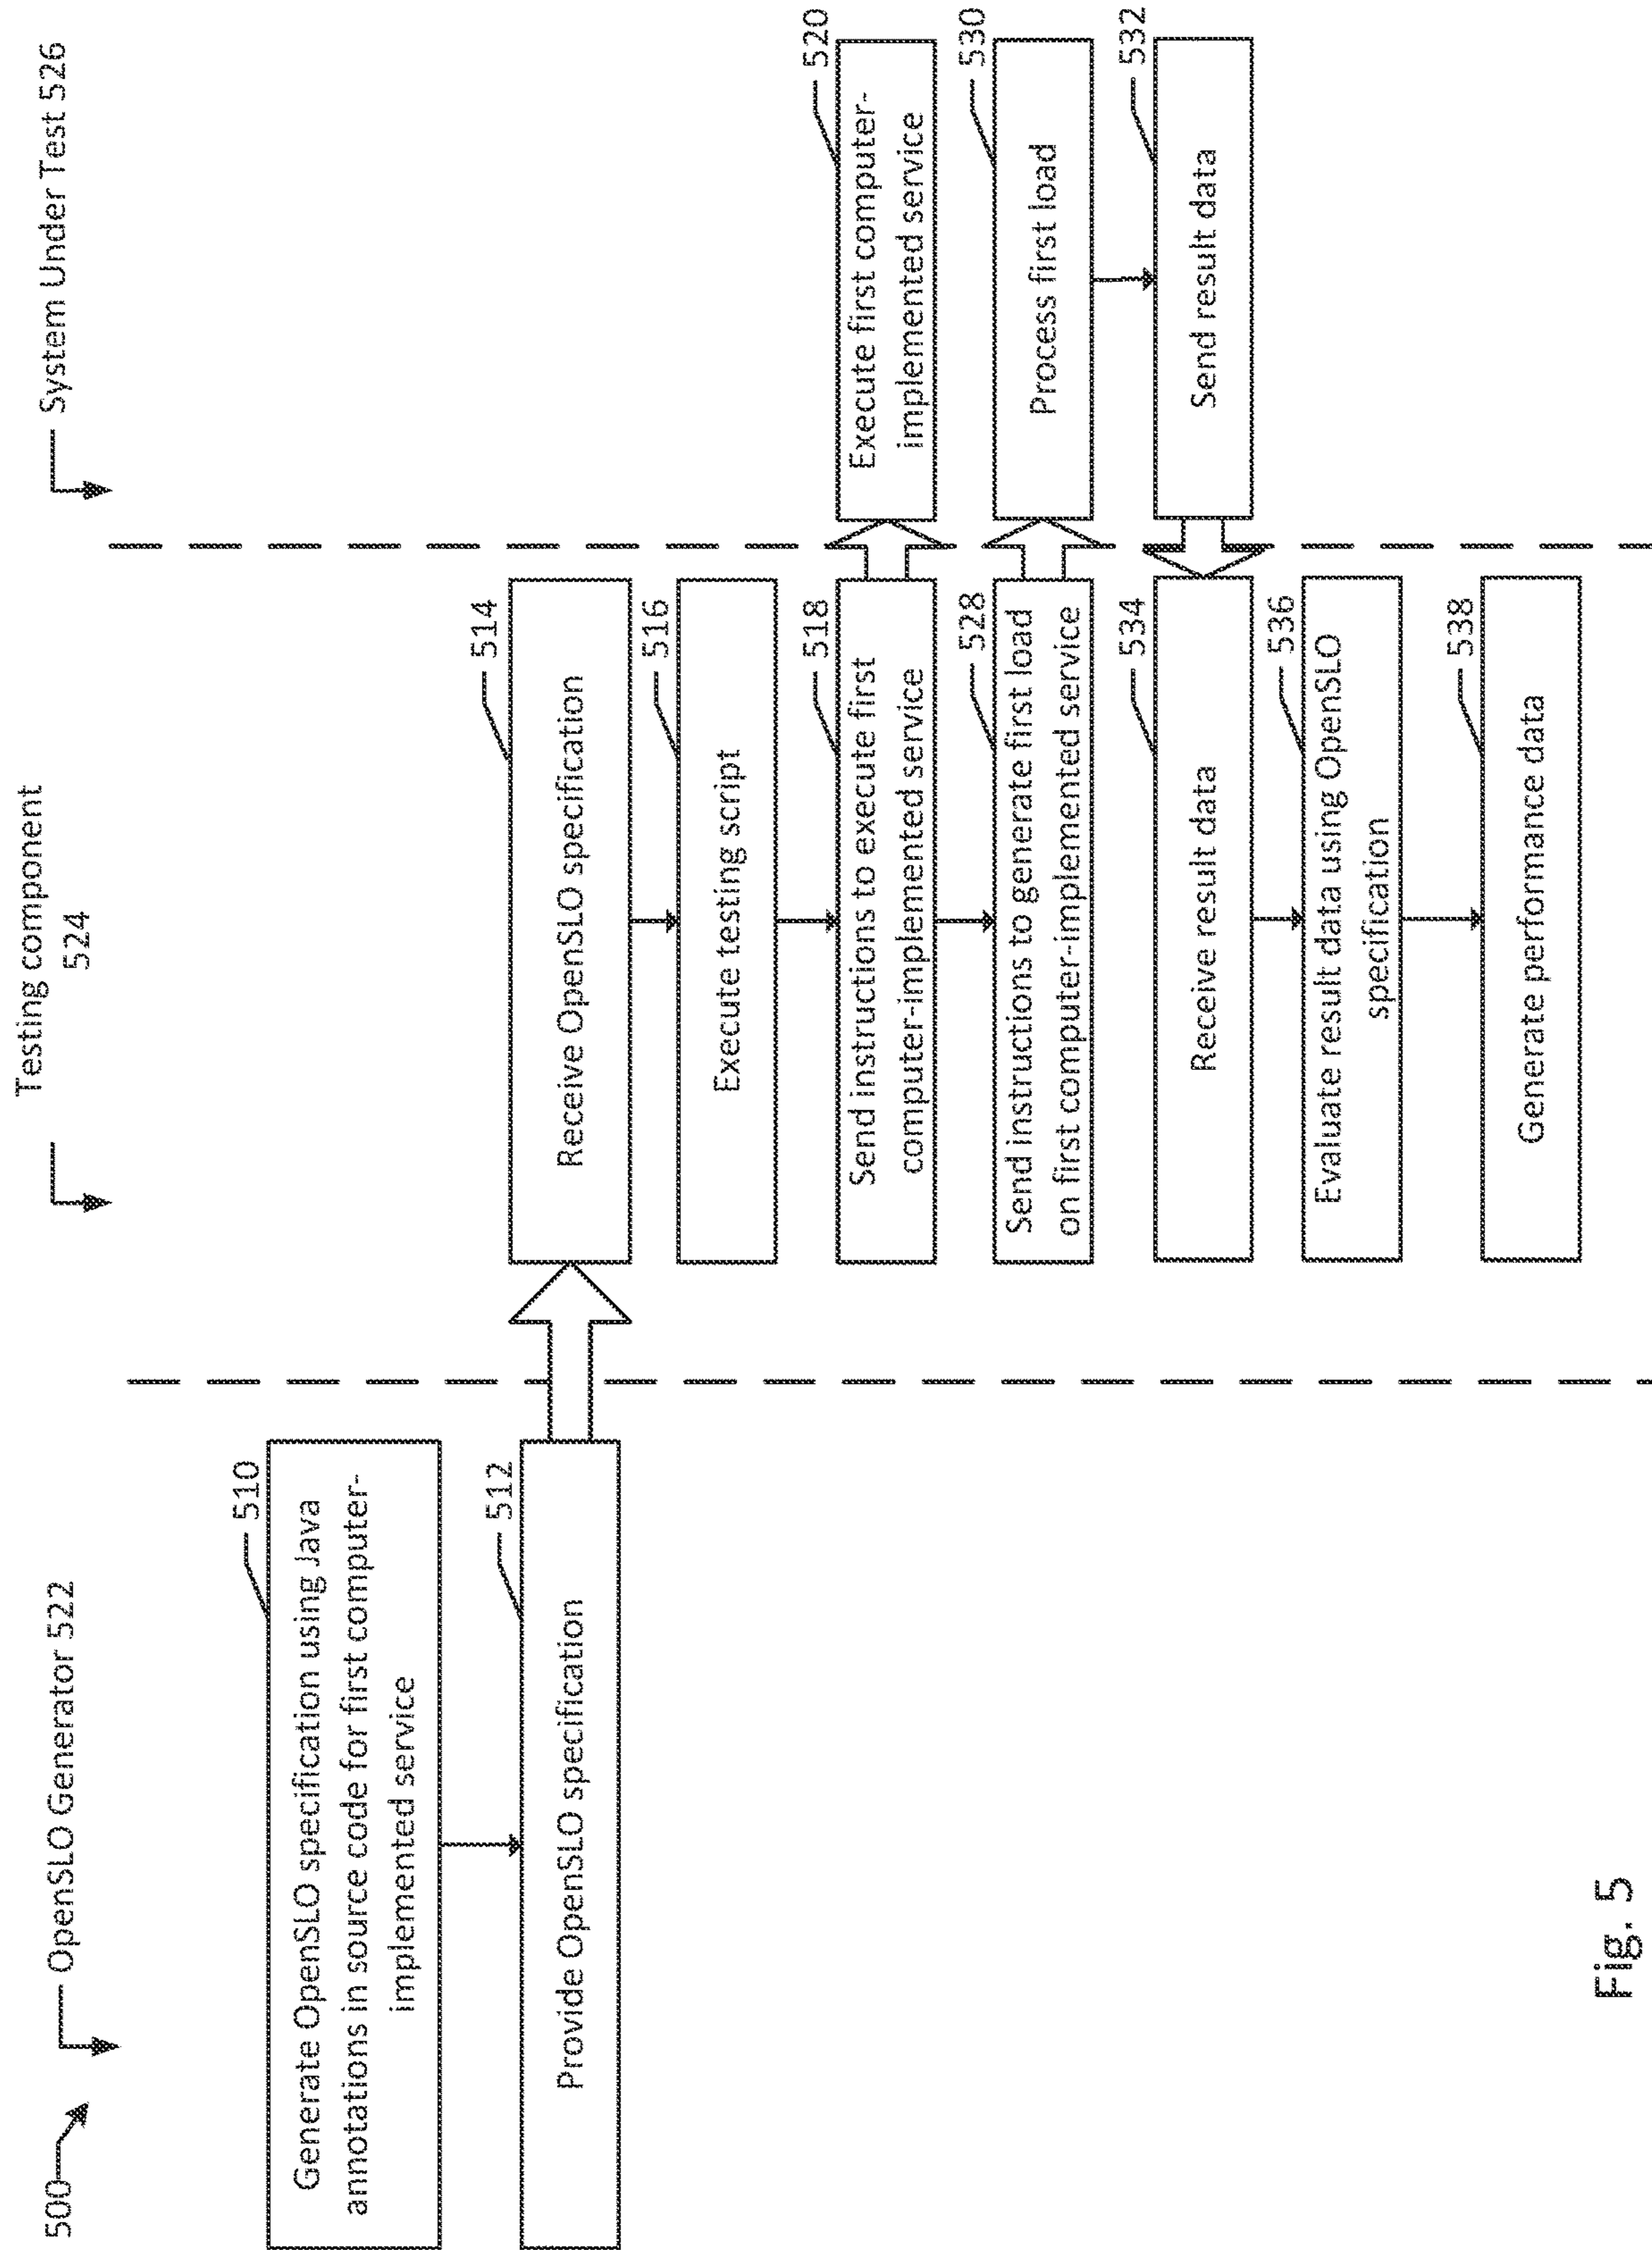 500
OpenSLO Generator 522
510
Generate OpenSLO specification using Java
annotations in source code for first computer-
implemented service
512
Provide OpenSLO specification
Testing component
524
514
Receive OpenSLO specification
516
Execute testing script
518
Send instructions to execute first
computer-implemented service
528
Send instructions to generate first load
on first computer-implemented service
534
Receive result data
536
Evaluate result data using OpenSLO
specification
538
Generate performance data
System Under Test 526
520
Execute first computer-
implemented service
530
Process first load
532
Send result data
Fig. 5